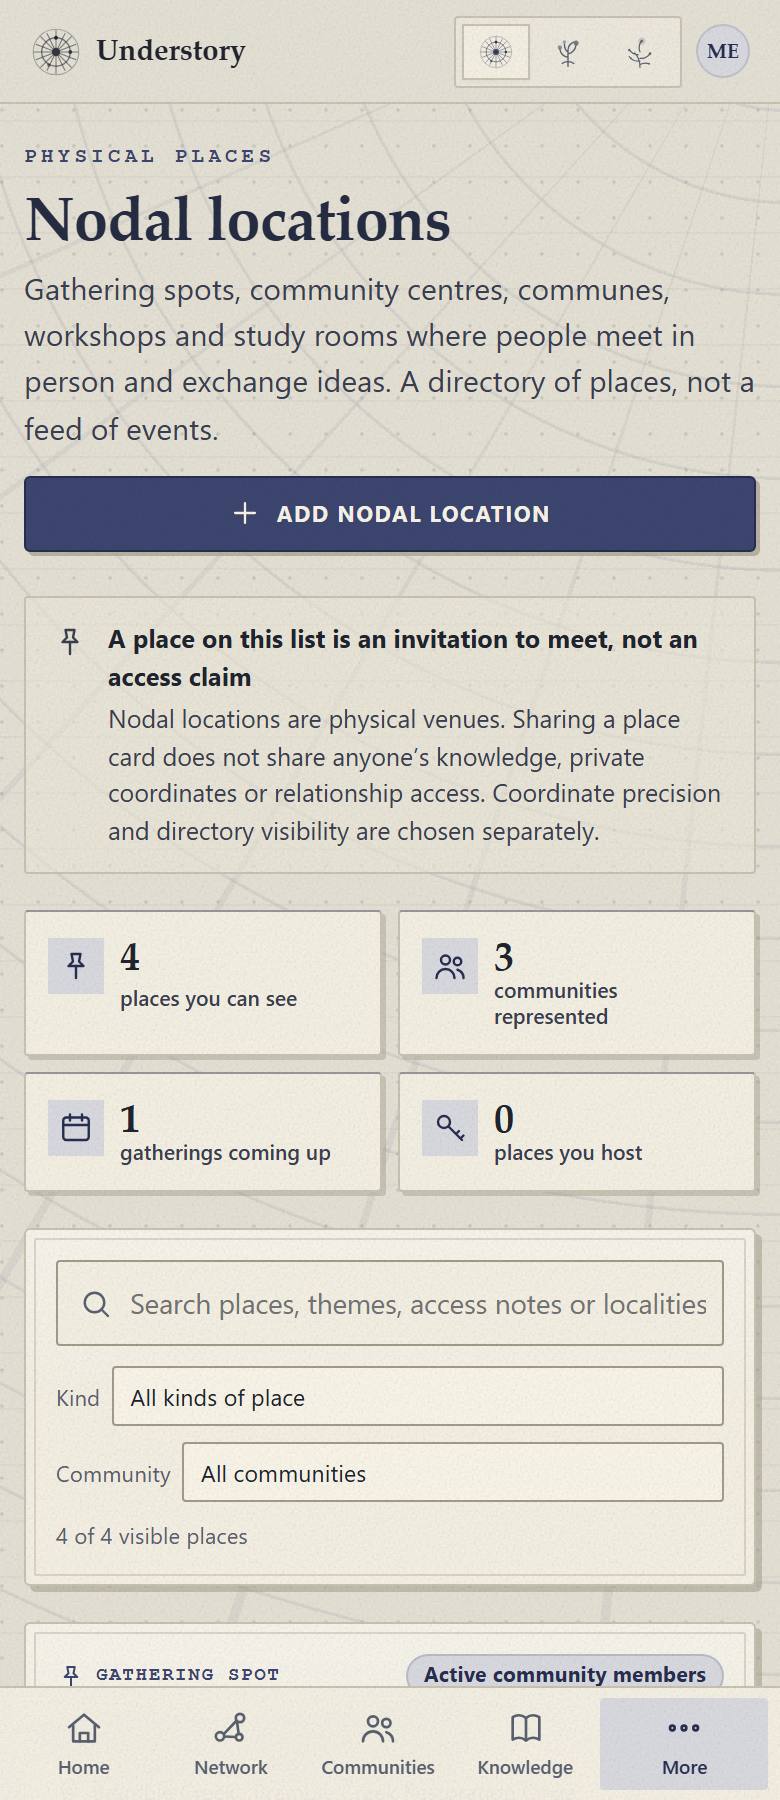 Understory
ME
PHYSICAL PLACES
Nodal locations
Gathering spots, community centres, communes,
workshops and study rooms where people meet in
person and exchange ideas. A directory of places, not a
feed of events.
ADD NODAL LOCATION
A place on this list is an invitation to meet, not an
access claim
Nodal locations are physical venues. Sharing a place
card does not share anyone’s knowledge, private
coordinates or relationship access. Coordinate precision
and directory visibility are chosen separately.
4
places you can see
3
communities
represented
1
gatherings coming up
0
places you host
Search places, themes, access notes or localities
Kind
All kinds of place
Community
All communities
4 of 4 visible places
GATHERING SPOT
Active community members
Home
Network
Communities
Knowledge
More